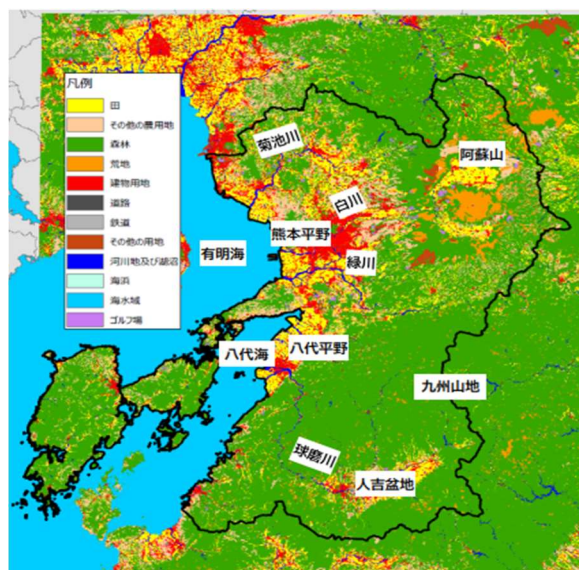 凡例
田
その他の農用地
森林
荒地
建物用地
道路
鉄道
その他の用地
河川地及び湖沼
海浜
海水域
ゴルフ場
菊池川
阿蘇山
白川
熊本平野
有明海
緑川
八代海
八代平野
九州山地
球磨川
人吉盆地